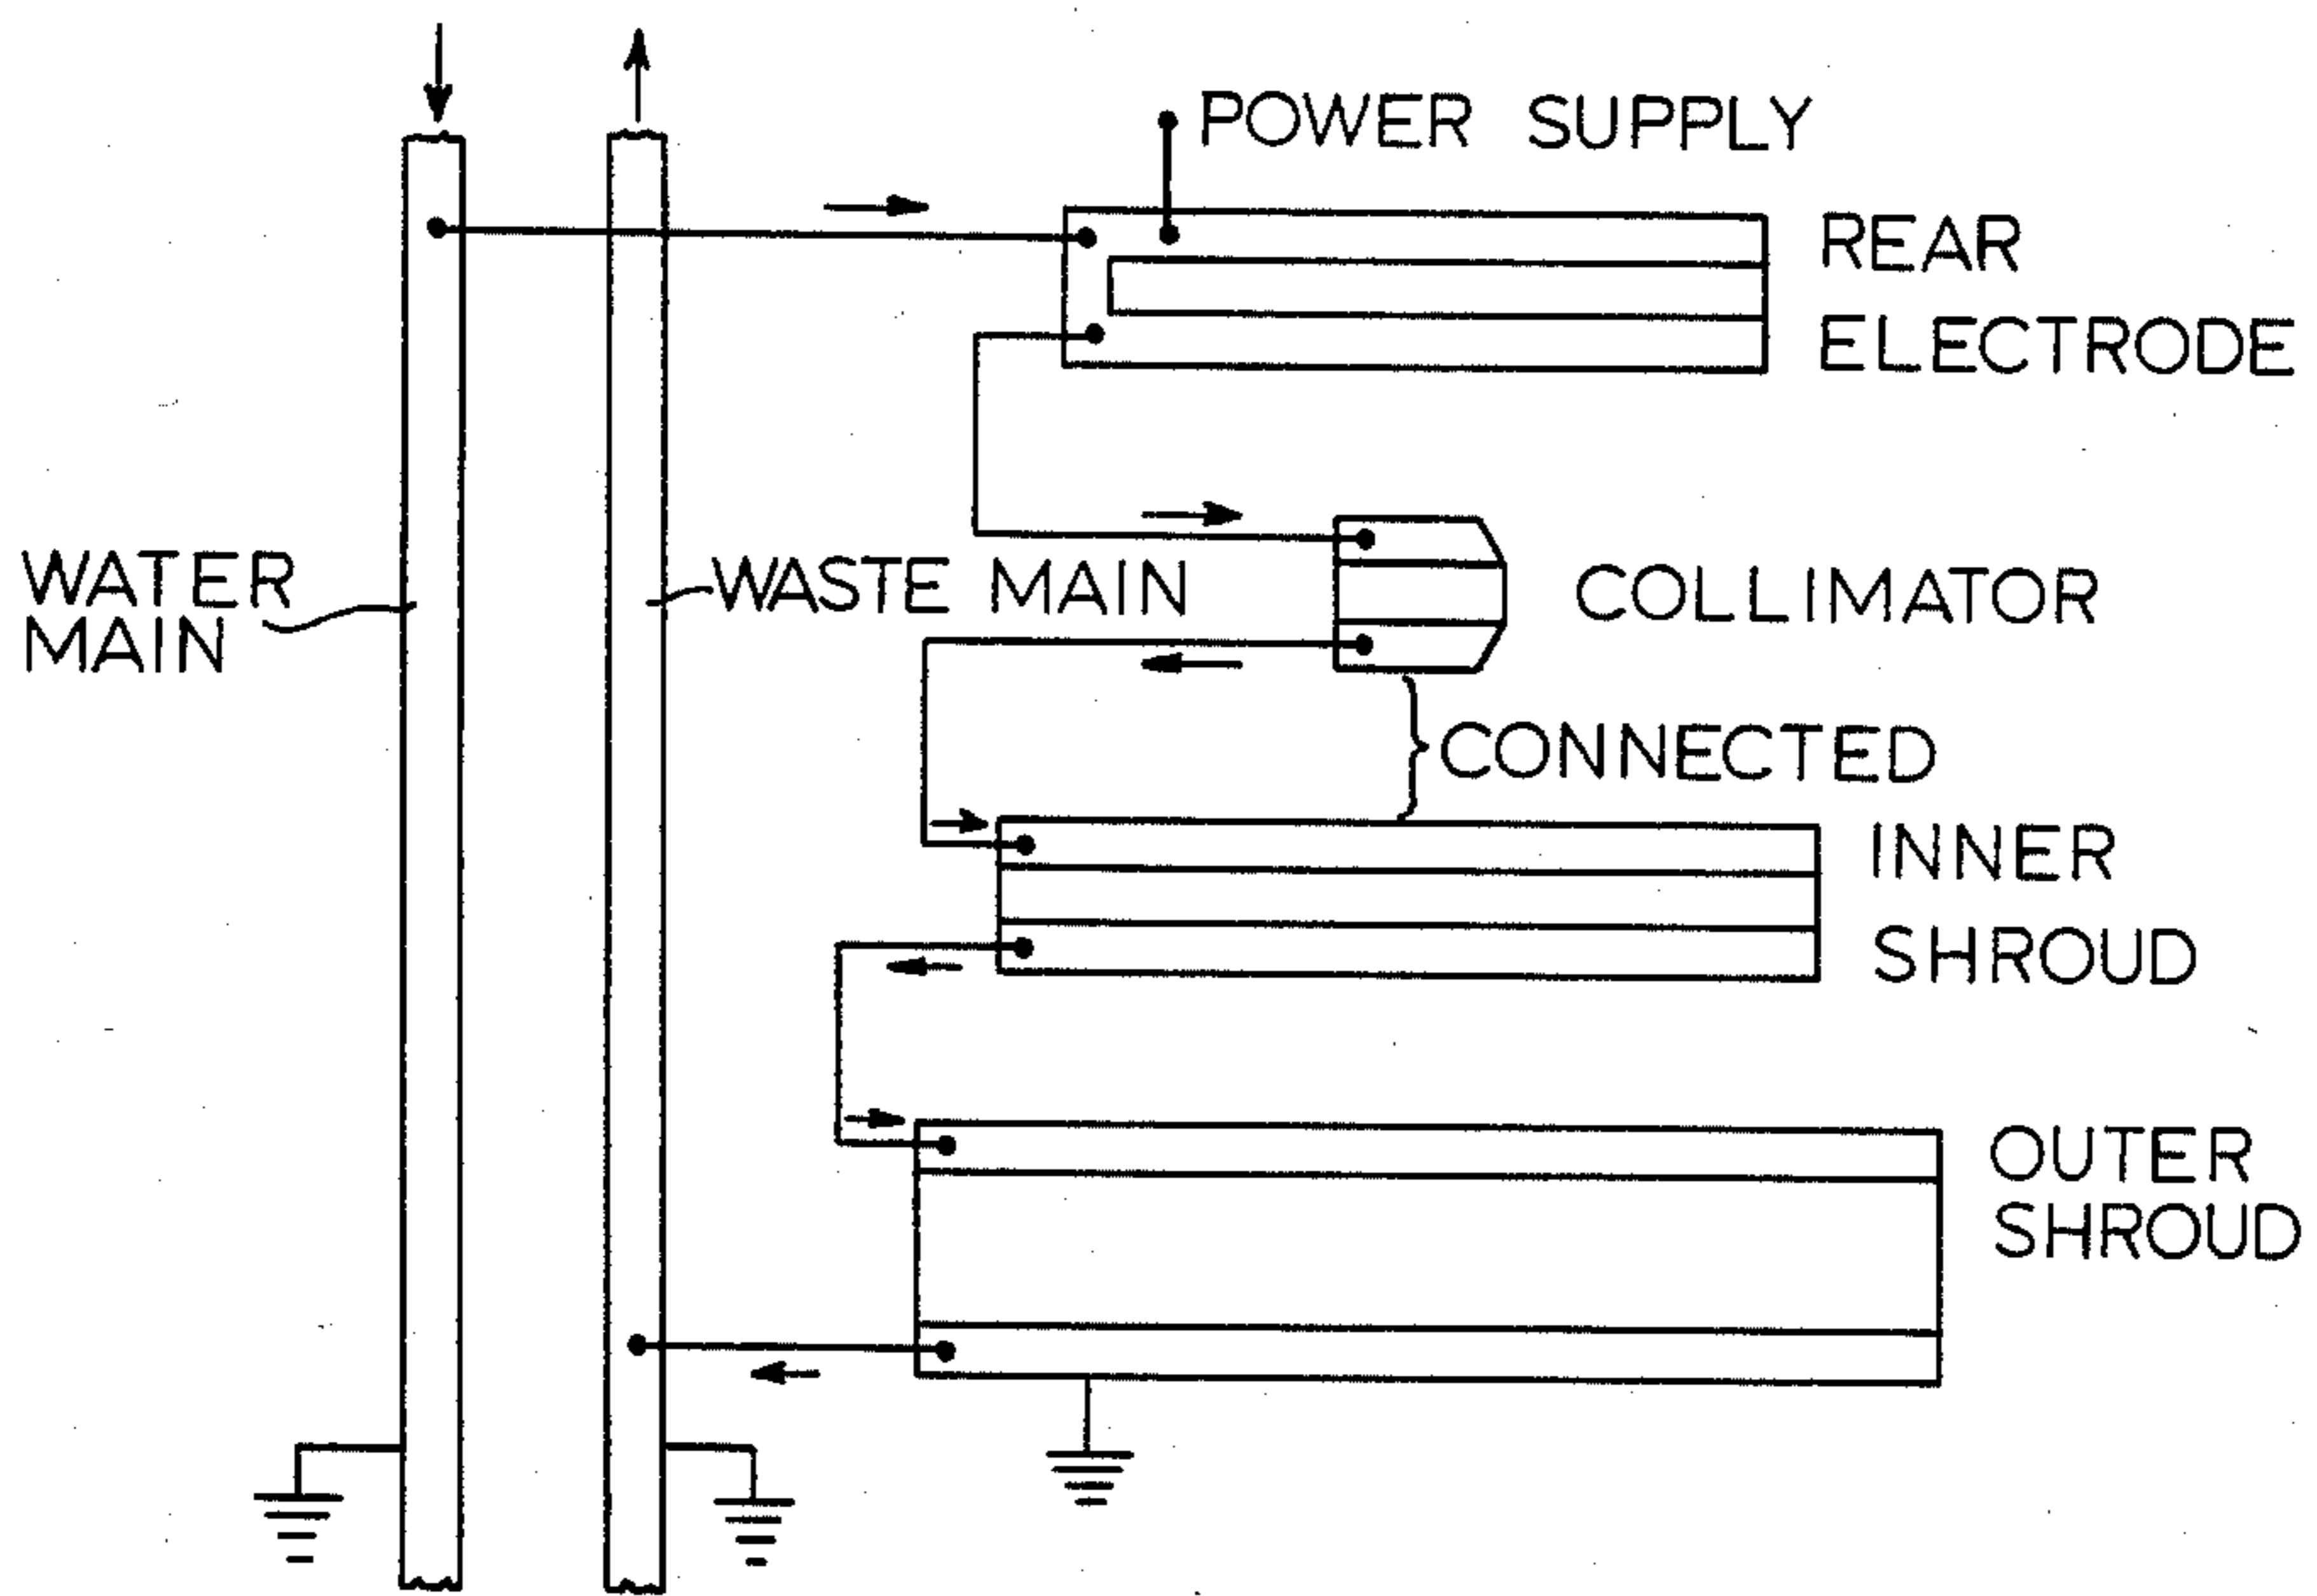 POWER SUPPLY
REAR
ELECTRODE
WATER
MAIN
WASTE MAIN
COLLIMATOR
CONNECTED
INNER
SHROUD
OUTER
SHROUD